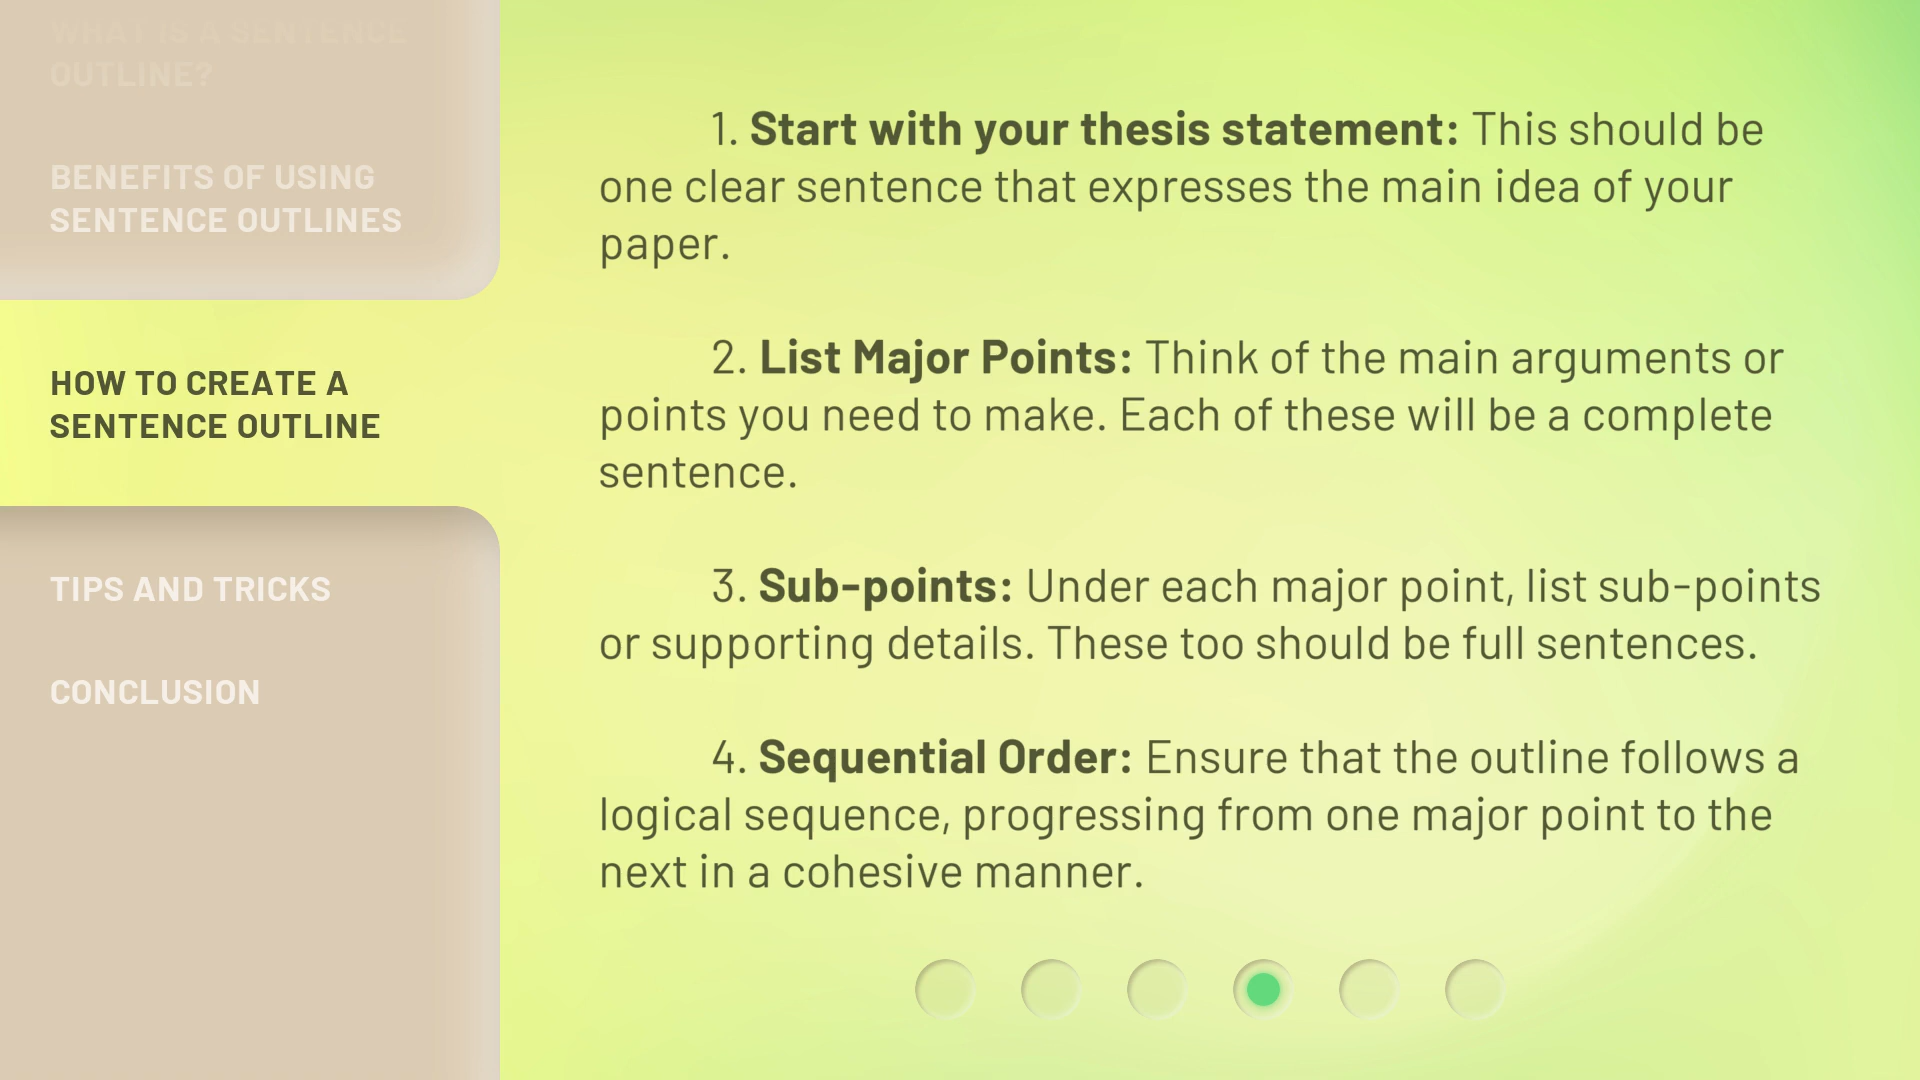 WHAT IS A SENTENCE
OUTLINE?
BENEFITS OF USING
SENTENCE OUTLINES
HOW TO CREATE A
SENTENCE OUTLINE
TIPS AND TRICKS
CONCLUSION
1. Start with your thesis statement: This should be
one clear sentence that expresses the main idea of your
paper.
2. List Major Points: Think of the main arguments or
points you need to make. Each of these will be a complete
sentence.
3. Sub-points: Under each major point, list sub-points
or supporting details. These too should be full sentences.
4. Sequential Order: Ensure that the outline follows a
logical sequence, progressing from one major point to the
next in a cohesive manner.